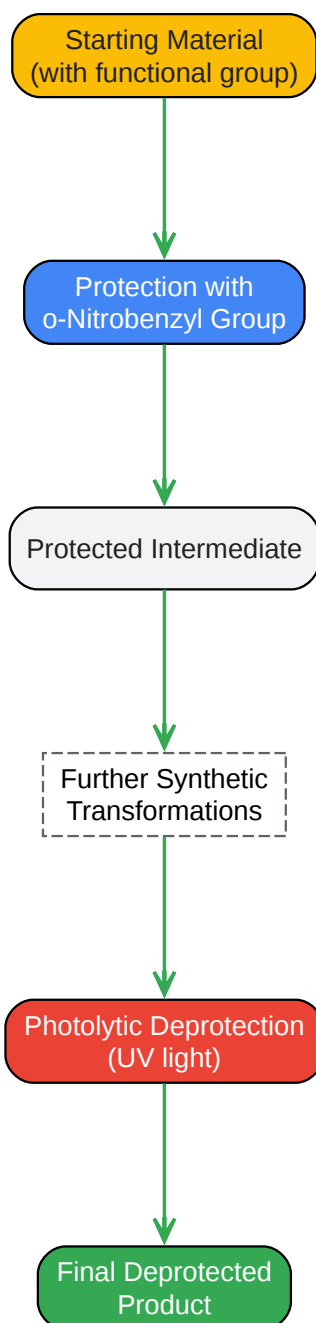 Starting Material
(with functional group)
Protection with
o-Nitrobenzyl Group
Protected Intermediate
Further Synthetic
Transformations
Photolytic Deprotection
(UV light)
Final Deprotected
Product